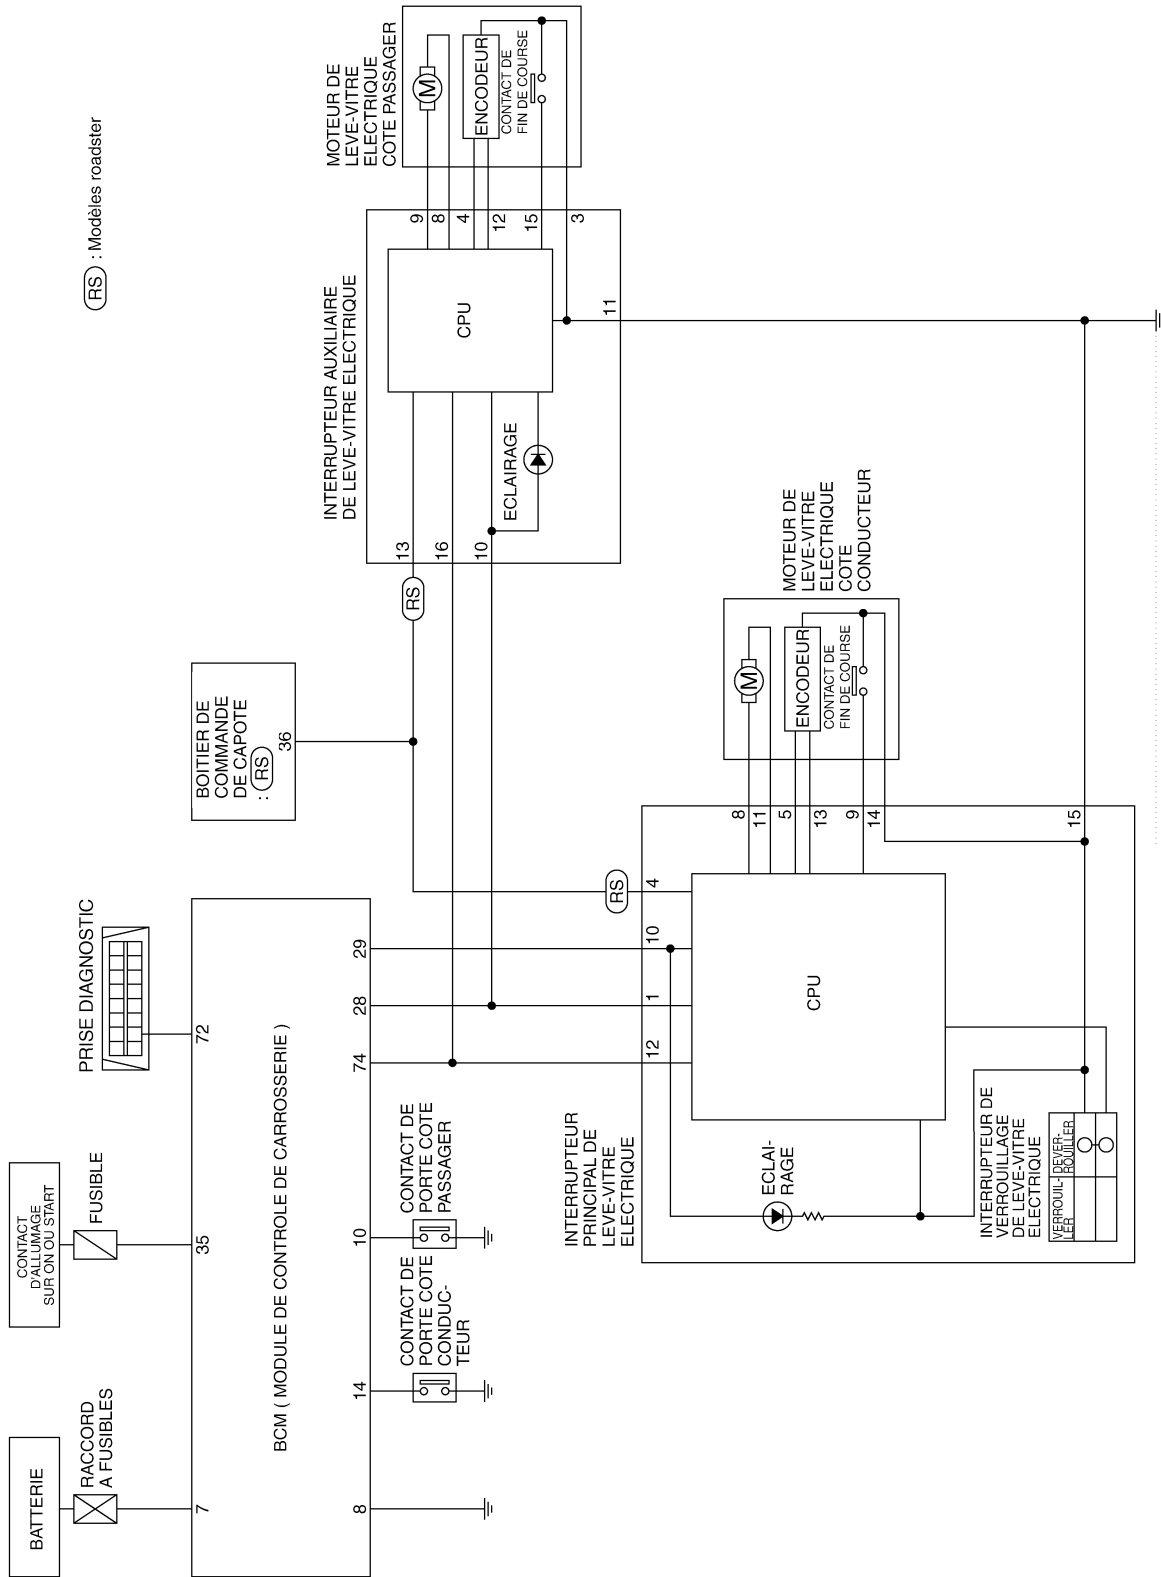 BATTERIE
RACCORD
A FUSIBLES
7
CONTACT
D'ALLUMAGE
SUR ON OU START
FUSIBLE
35
PRISE DIAGNOSTIC
72
BCM ( MODULE DE CONTROLE DE CARROSSERIE )
8
14
10
74
28
29
CONTACT DE
PORTE COTE
CONDUC-
TEUR
CONTACT DE
PORTE COTE
PASSAGER
BOITIER DE
COMMANDE
DE CAPOTE
: RS
36
RS : Modèles roadster
RS
RS
INTERRUPTEUR AUXILIAIRE
DE LEVE-VITRE ELECTRIQUE
13
16
10
ECLAIRAGE
CPU
9
8
4
12
15
3
11
MOTEUR DE
LEVE-VITRE
ELECTRIQUE
COTE PASSAGER
M
ENCODEUR
CONTACT DE
FIN DE COURSE
INTERRUPTEUR
PRINCIPAL DE
LEVE-VITRE
ELECTRIQUE
12
1
10
4
CPU
ECLAI-
RAGE
8
11
5
13
9
14
15
MOTEUR DE
LEVE-VITRE
ELECTRIQUE
COTE
CONDUCTEUR
M
ENCODEUR
CONTACT DE
FIN DE COURSE
INTERRUPTEUR DE
VERROUILLAGE
DE LEVE-VITRE
ELECTRIQUE
VERROUIL-
LER
DEVER-
ROUILLER